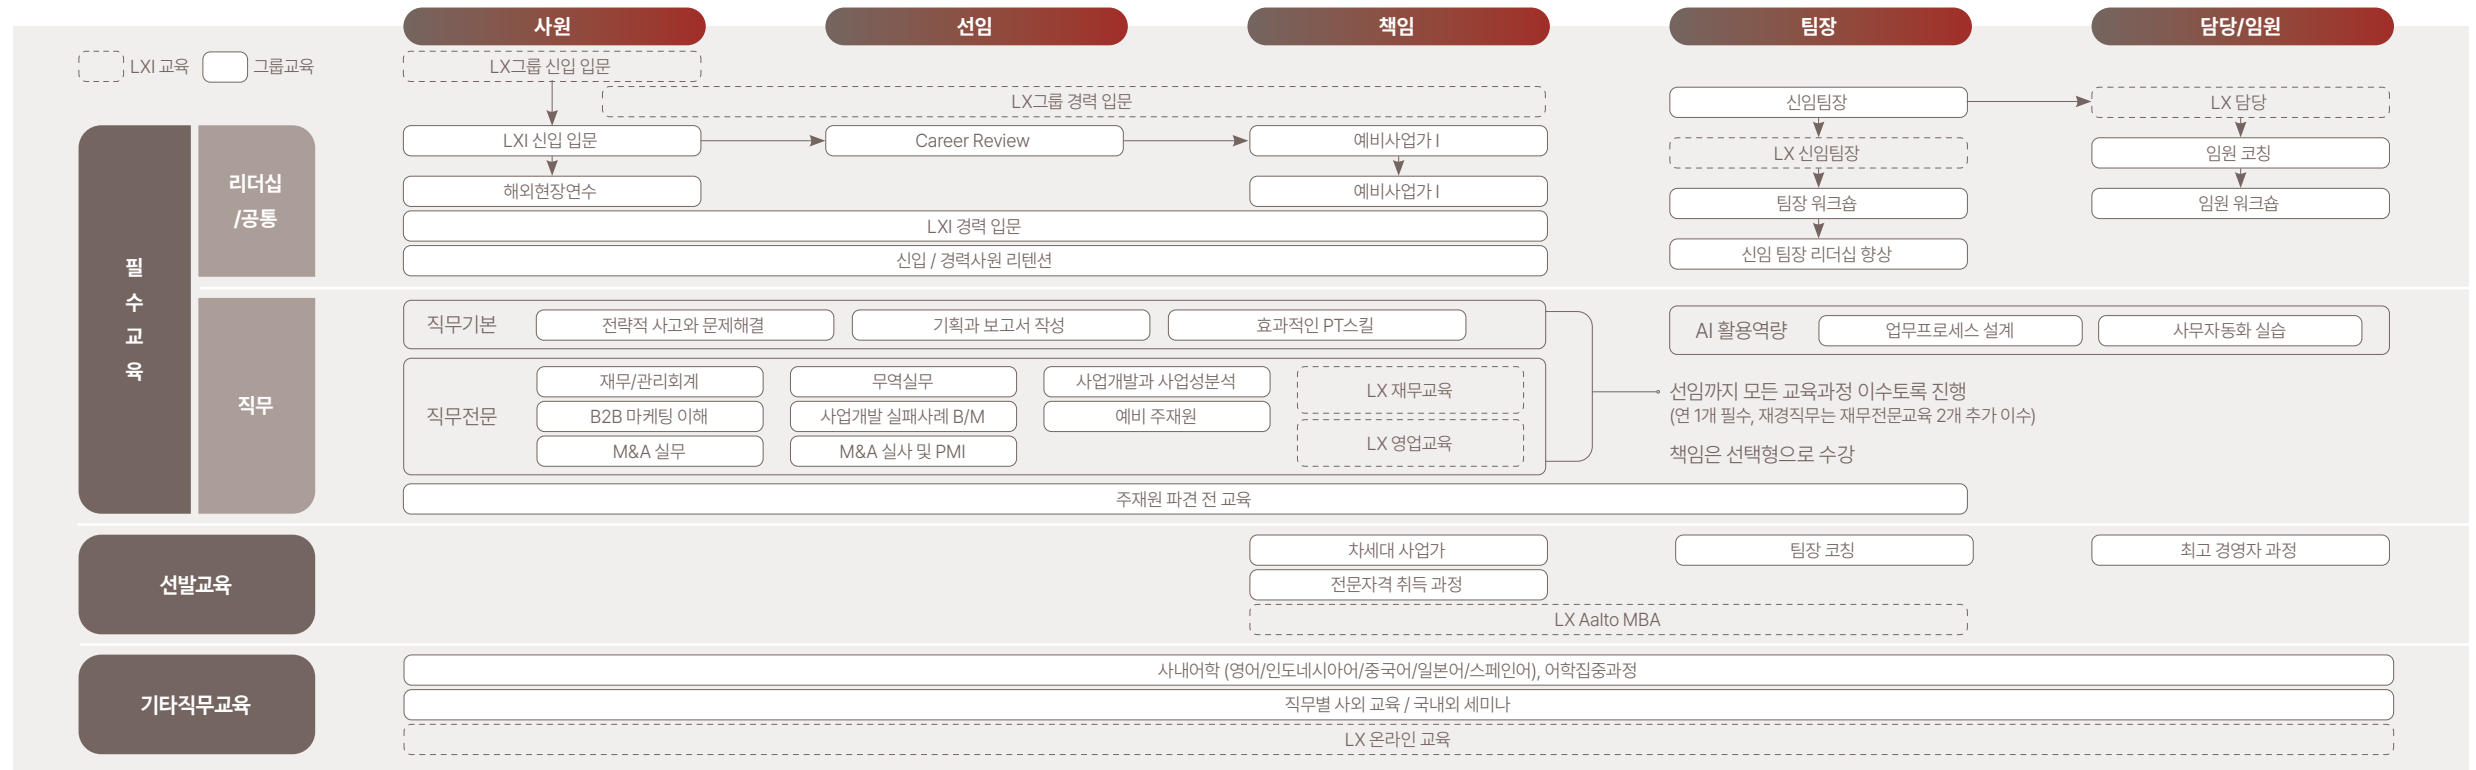 사원
선임
책임
팀장
담당/임원
LXI 교육
그룹교육
LX그룹 신입 입문
LX그룹 경력 입문
신임팀장
LX 담당
필수교육
리더십
/공통
LXI 신입 입문
Career Review
예비사업가 I
LX 신임팀장
임원 코칭
해외현장연수
예비사업가 I
팀장 워크숍
임원 워크숍
LXI 경력 입문
신입 / 경력사원 리텐션
신임 팀장 리더십 향상
직무
직무기본
전략적 사고와 문제해결
기획과 보고서 작성
효과적인 PT스킬
AI 활용역량
업무프로세스 설계
사무자동화 실습
직무전문
재무/관리회계
무역실무
사업개발과 사업성분석
LX 재무교육
B2B 마케팅 이해
사업개발 실패사례 B/M
예비 주재원
LX 영업교육
M&A 실무
M&A 실사 및 PMI
선임까지 모든 교육과정 이수토록 진행
(연 1개 필수, 재경직무는 재무전문교육 2개 추가 이수)
책임은 선택형으로 수강
주재원 파견 전 교육
선발교육
차세대 사업가
팀장 코칭
최고 경영자 과정
전문자격 취득 과정
LX Aalto MBA
기타직무교육
사내어학 (영어/인도네시아어/중국어/일본어/스페인어), 어학집중과정
직무별 사외 교육 / 국내외 세미나
LX 온라인 교육